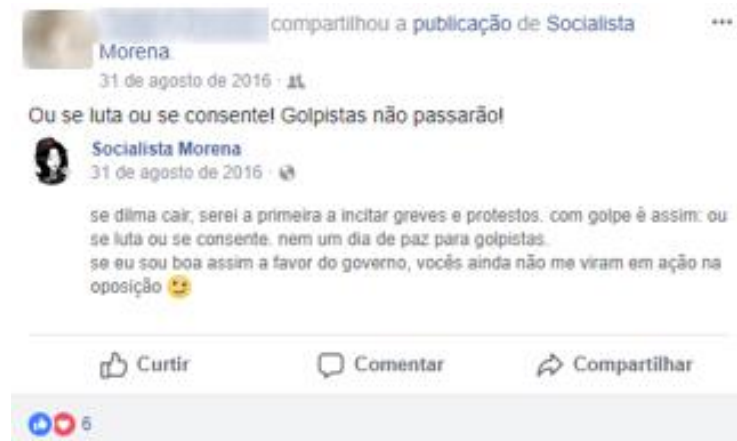 compartilhou a publicação de Socialista
Morena.
31 de agosto de 2016
Ou se luta ou se consente! Golpistas não passarão!
Socialista Morena
31 de agosto de 2016
se dilma cair, serei a primeira a incitar greves e protestos. com golpe é assim: ou
se luta ou se consente. nem um dia de paz para golpistas.
se eu sou boa assim a favor do governo, vocês ainda não me viram em ação na
oposição 😉
Curtir Comentar Compartilhar
6